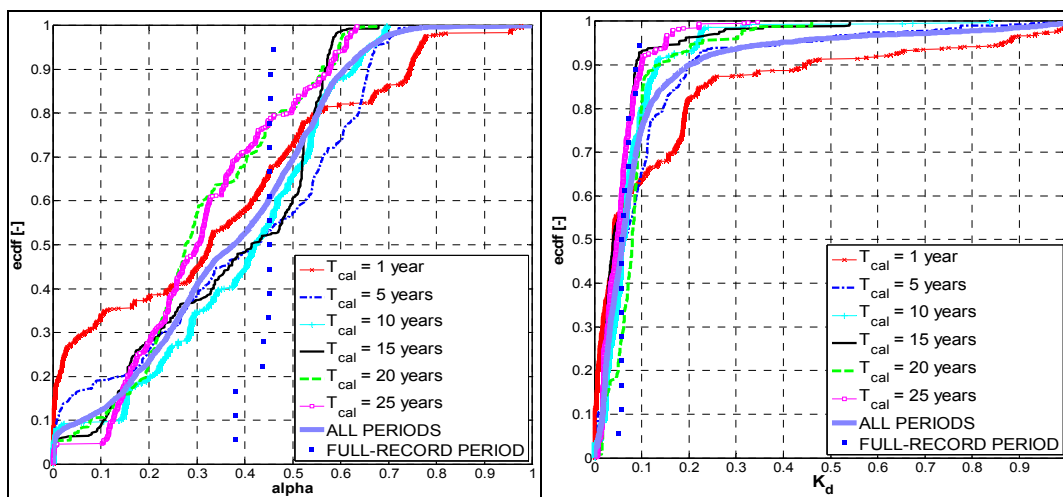 1
0.9
0.8
0.7
0.6
0.5
0.4
0.3
0.2
0.1
0
ecdf [-]
0 0.1 0.2 0.3 0.4 0.5 0.6 0.7 0.8 0.9 1
alpha
T_cal = 1 year
T_cal = 5 years
T_cal = 10 years
T_cal = 15 years
T_cal = 20 years
T_cal = 25 years
ALL PERIODS
FULL-RECORD PERIOD
1
0.9
0.8
0.7
0.6
0.5
0.4
0.3
0.2
0.1
0
ecdf [-]
0 0.1 0.2 0.3 0.4 0.5 0.6 0.7 0.8 0.9 1
K_d
T_cal = 1 year
T_cal = 5 years
T_cal = 10 years
T_cal = 15 years
T_cal = 20 years
T_cal = 25 years
ALL PERIODS
FULL-RECORD PERIOD